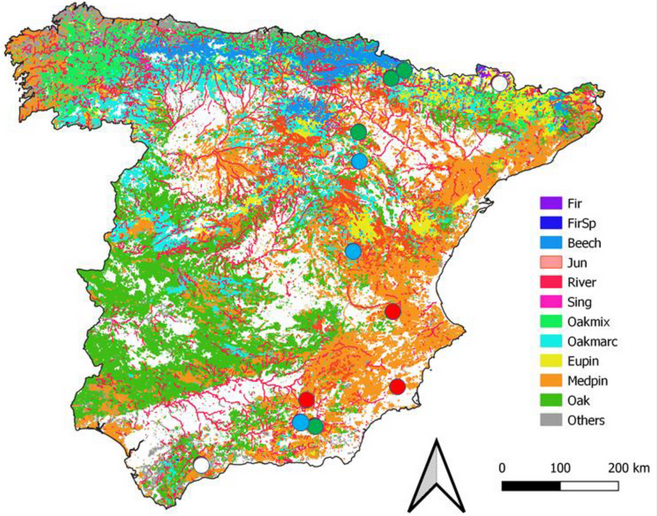 Fir
FirSp
Beech
Jun
River
Sing
Oakmix
Oakmarc
Eupin
Medpin
Oak
Others
0 100 200 km